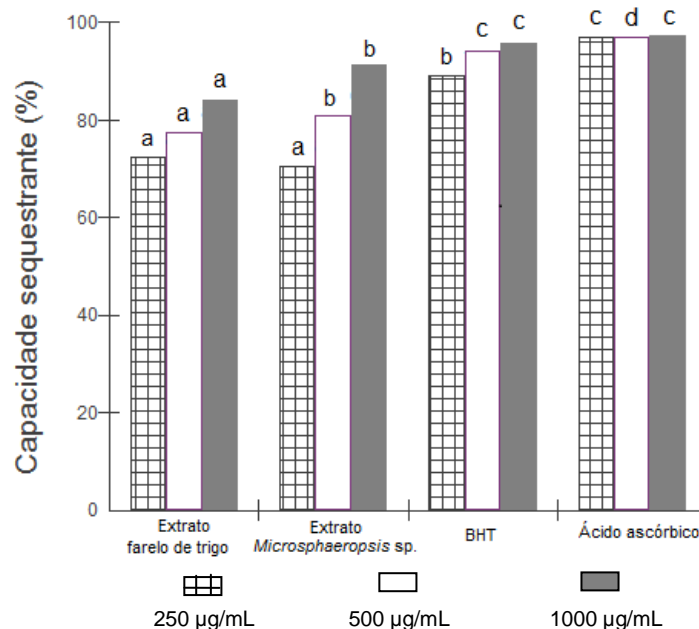 Capacidade sequestrante (%)
100
80
60
40
20
0
a a a
a b b
b c c
c d c
Extrato
farelo de trigo
Extrato
Microsphaeropsis sp.
BHT
Ácido ascórbico
250 µg/mL
500 µg/mL
1000 µg/mL